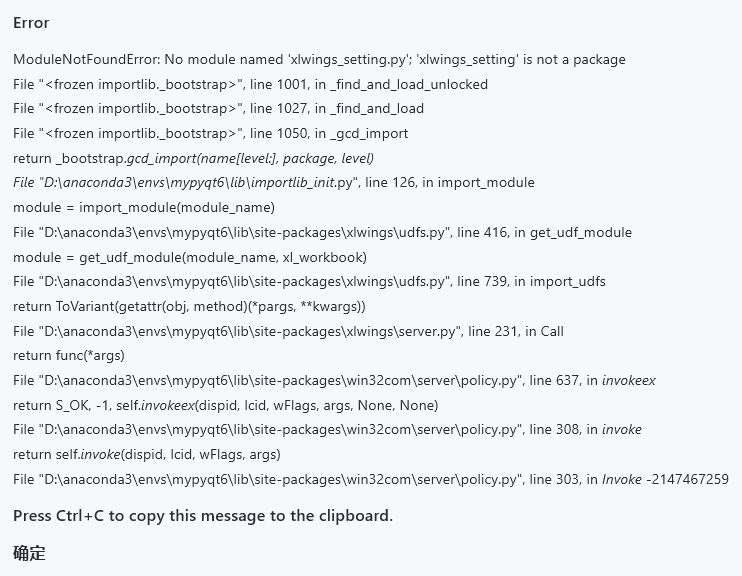 Error
ModuleNotFoundError: No module named 'xlwings_setting.py'; 'xlwings_setting' is not a package
File "<frozen importlib._bootstrap>", line 1001, in _find_and_load_unlocked
File "<frozen importlib._bootstrap>", line 1027, in _find_and_load
File "<frozen importlib._bootstrap>", line 1050, in _gcd_import
return _bootstrap.gcd_import(name[level:], package, level)
File "D:\anaconda3\envs\mypyqt6\lib\importlib_init.py", line 126, in import_module
module = import_module(module_name)
File "D:\anaconda3\envs\mypyqt6\lib\site-packages\xlwings\udfs.py", line 416, in get_udf_module
module = get_udf_module(module_name, xl_workbook)
File "D:\anaconda3\envs\mypyqt6\lib\site-packages\xlwings\udfs.py", line 739, in import_udfs
return ToVariant(getattr(obj, method)(*pargs, **kwargs))
File "D:\anaconda3\envs\mypyqt6\lib\site-packages\xlwings\server.py", line 231, in Call
return func(*args)
File "D:\anaconda3\envs\mypyqt6\lib\site-packages\win32com\server\policy.py", line 637, in invokeex
return S_OK, -1, self.invokeex(dispid, lcid, wFlags, args, None, None)
File "D:\anaconda3\envs\mypyqt6\lib\site-packages\win32com\server\policy.py", line 308, in invoke
return self.invoke(dispid, lcid, wFlags, args)
File "D:\anaconda3\envs\mypyqt6\lib\site-packages\win32com\server\policy.py", line 303, in Invoke -2147467259
Press Ctrl+C to copy this message to the clipboard.
确定